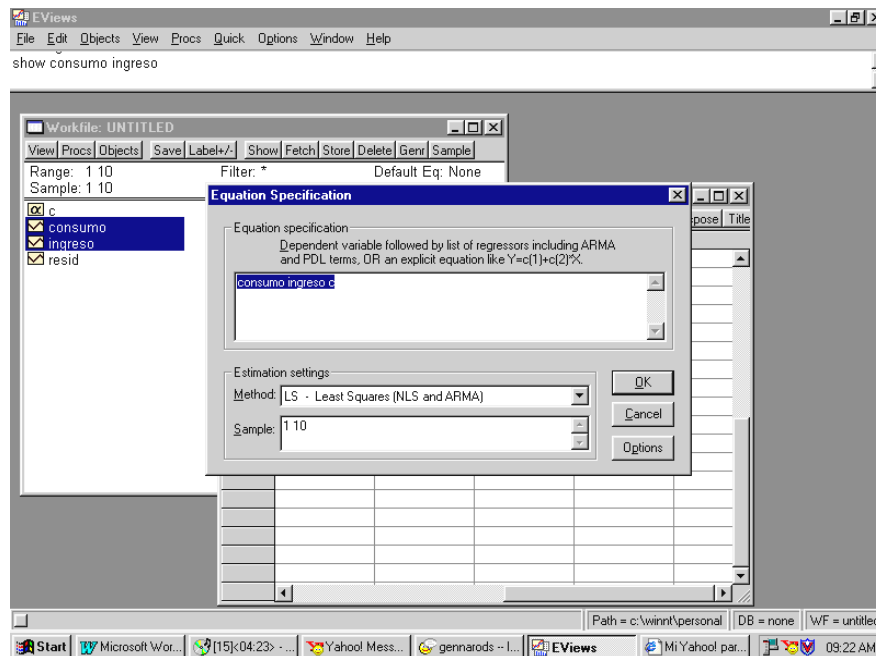 EViews
File Edit Objects View Procs Quick Options Window Help
show consumo ingreso
Workfile: UNTITLED
View Procs Objects Save Label+/- Show Fetch Store Delete Genr Sample
Range: 1 10 Filter: * Default Eq: None
Sample: 1 10
c
consumo
ingreso
resid
Title
Equation Specification
Equation specification
Dependent variable followed by list of regressors including ARMA
and PDL terms, OR an explicit equation like Y=c(1)+c(2)*X.
consumo ingreso c
Estimation settings
Method: LS - Least Squares (NLS and ARMA)
Sample: 1 10
OK
Cancel
Options
Path = c:\winnt\personal DB = none WF = untitled
Start Microsoft Wor... [15]<04:23> - ... Yahoo! Mess... gennarods -- I... EViews Mi Yahoo! par... 09:22 AM